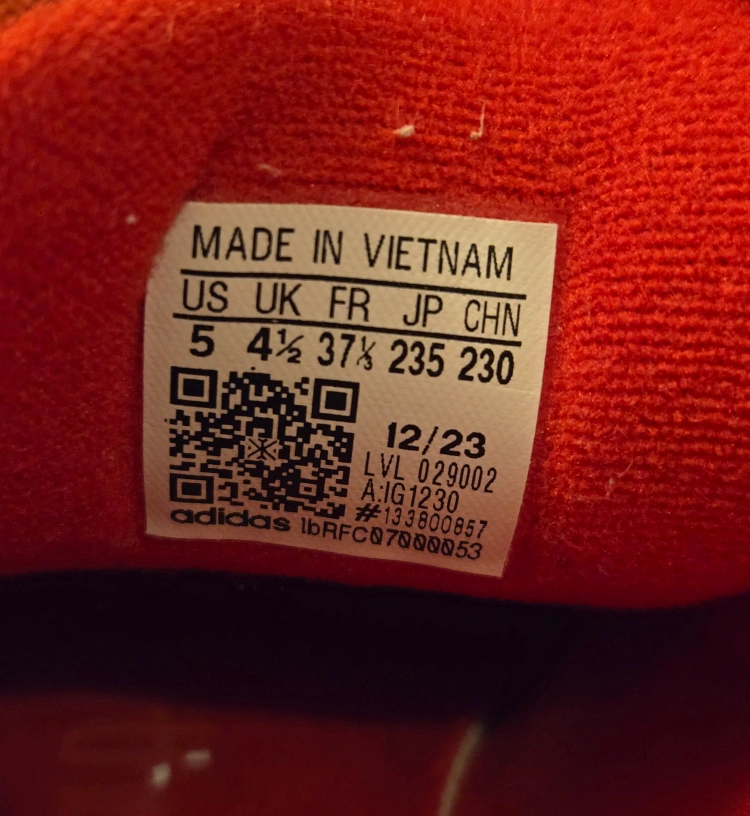 MADE IN VIETNAM
US UK FR JP CHN
5 4½ 37⅓ 235 230
12/23
LVL 029002
A:IG1230
#133800857
adidas lbRFC07000053